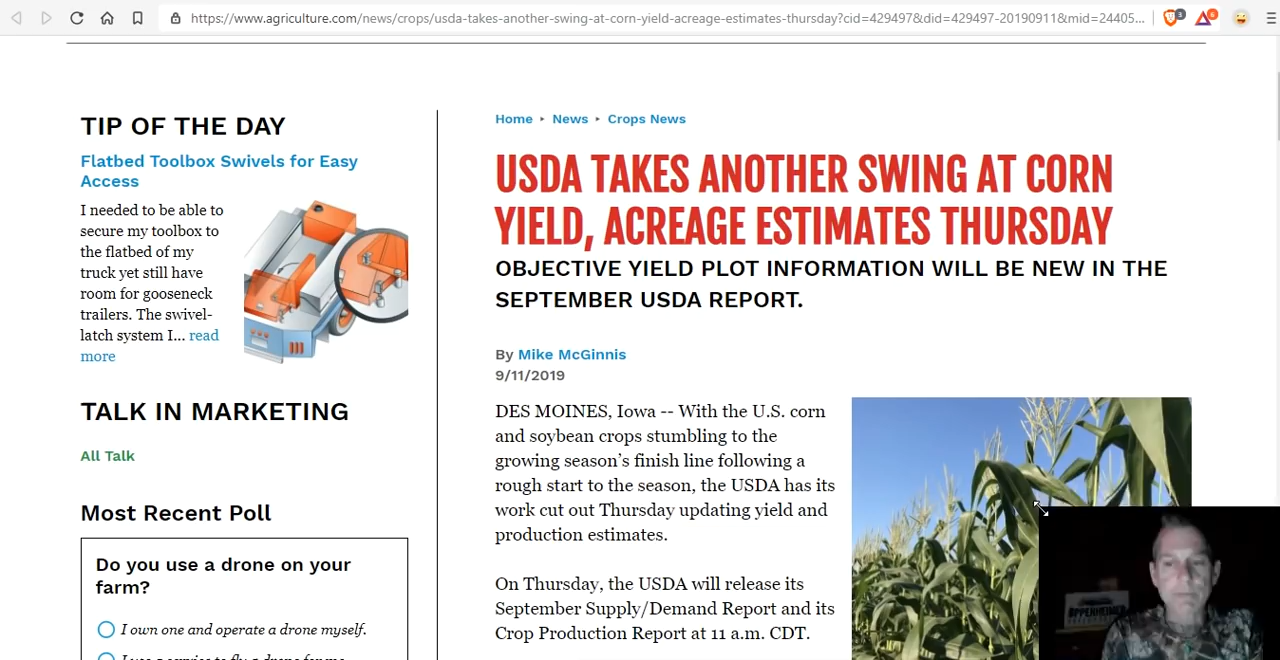 https://www.agriculture.com/news/crops/usda-takes-another-swing-at-corn-yield-acreage-estimates-thursday?cid=429497&did=429497-20190911&mid=24405...
3
6
TIP OF THE DAY
Flatbed Toolbox Swivels for Easy
Access
I needed to be able to
secure my toolbox to
the flatbed of my
truck yet still have
room for gooseneck
trailers. The swivel-
latch system I... read
more
TALK IN MARKETING
All Talk
Most Recent Poll
Do you use a drone on your
farm?
I own one and operate a drone myself.
Home ‣ News ‣ Crops News
USDA TAKES ANOTHER SWING AT CORN
YIELD, ACREAGE ESTIMATES THURSDAY
OBJECTIVE YIELD PLOT INFORMATION WILL BE NEW IN THE
SEPTEMBER USDA REPORT.
By Mike McGinnis
9/11/2019
DES MOINES, Iowa -- With the U.S. corn
and soybean crops stumbling to the
growing season’s finish line following a
rough start to the season, the USDA has its
work cut out Thursday updating yield and
production estimates.
On Thursday, the USDA will release its
September Supply/Demand Report and its
Crop Production Report at 11 a.m. CDT.